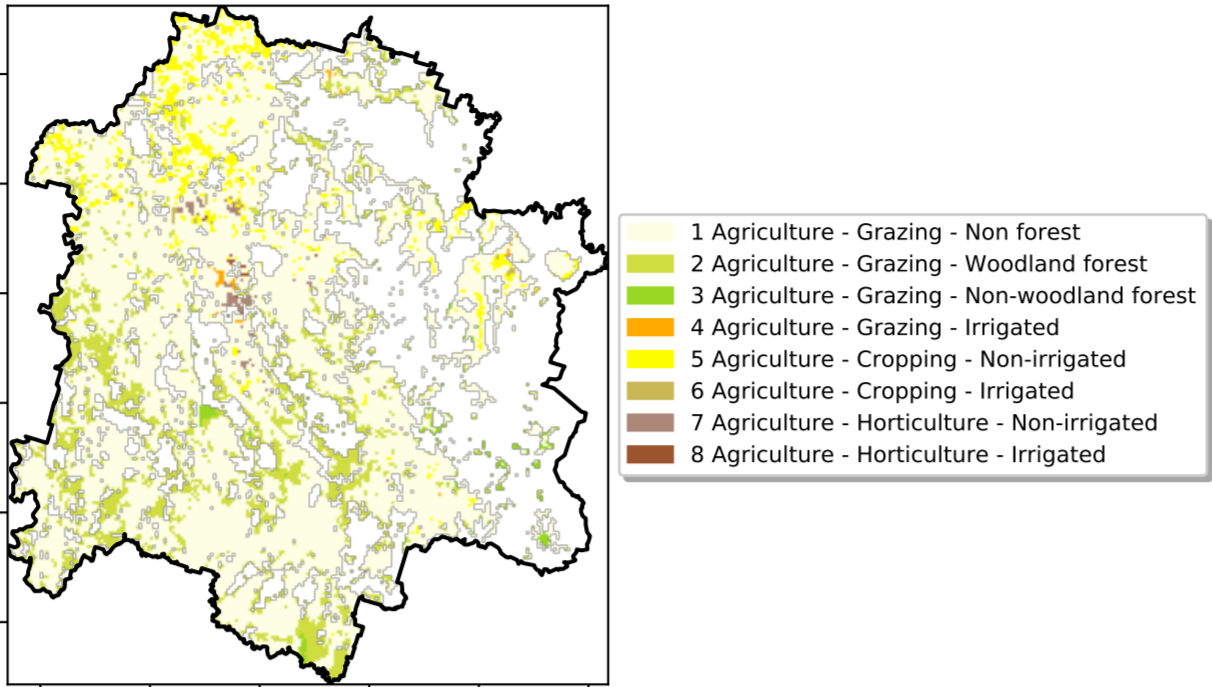 1 Agriculture - Grazing - Non forest
2 Agriculture - Grazing - Woodland forest
3 Agriculture - Grazing - Non-woodland forest
4 Agriculture - Grazing - Irrigated
5 Agriculture - Cropping - Non-irrigated
6 Agriculture - Cropping - Irrigated
7 Agriculture - Horticulture - Non-irrigated
8 Agriculture - Horticulture - Irrigated